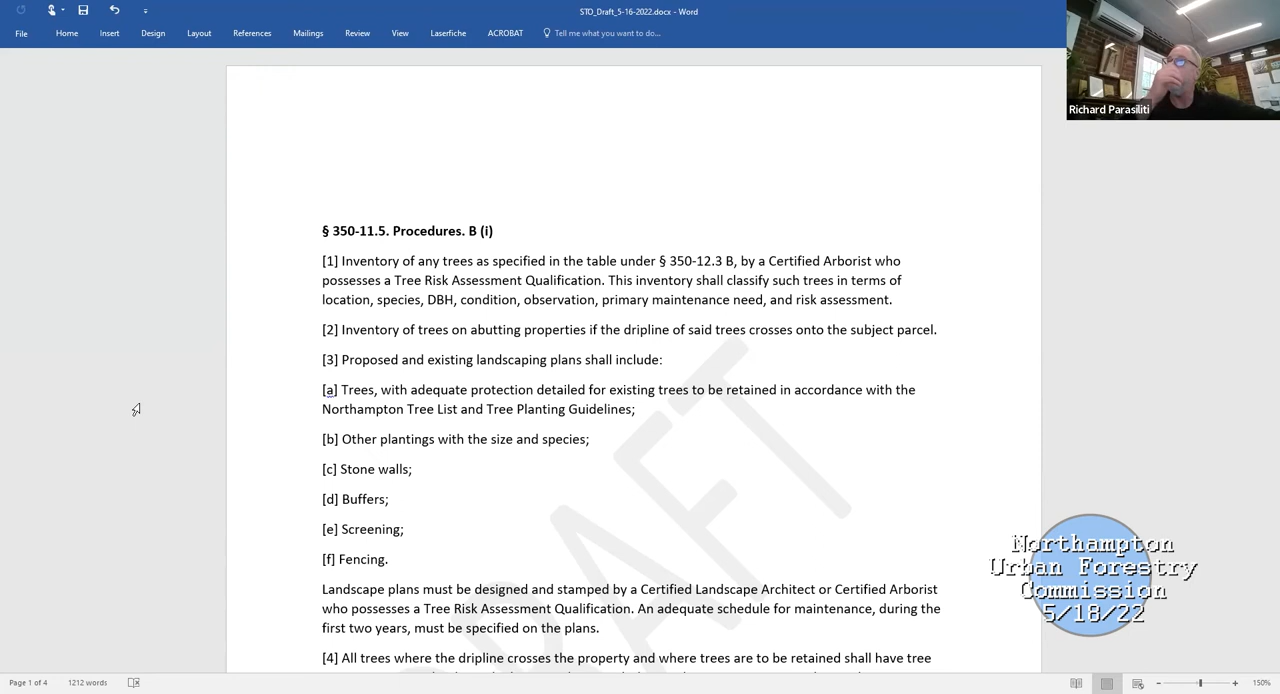 STO_Draft_5-16-2022.docx - Word
File Home Insert Design Layout References Mailings Review View Laserfiche ACROBAT Tell me what you want to do...
Richard Parasiliti
§ 350-11.5. Procedures. B (i)
[1] Inventory of any trees as specified in the table under § 350-12.3 B, by a Certified Arborist who
possesses a Tree Risk Assessment Qualification. This inventory shall classify such trees in terms of
location, species, DBH, condition, observation, primary maintenance need, and risk assessment.
[2] Inventory of trees on abutting properties if the dripline of said trees crosses onto the subject parcel.
[3] Proposed and existing landscaping plans shall include:
[a] Trees, with adequate protection detailed for existing trees to be retained in accordance with the
Northampton Tree List and Tree Planting Guidelines;
[b] Other plantings with the size and species;
[c] Stone walls;
[d] Buffers;
[e] Screening;
[f] Fencing.
Landscape plans must be designed and stamped by a Certified Landscape Architect or Certified Arborist
who possesses a Tree Risk Assessment Qualification. An adequate schedule for maintenance, during the
first two years, must be specified on the plans.
[4] All trees where the dripline crosses the property and where trees are to be retained shall have tree
DRAFT
Northampton
Urban Forestry
Commission
5/18/22
Page 1 of 4 1212 words
150%